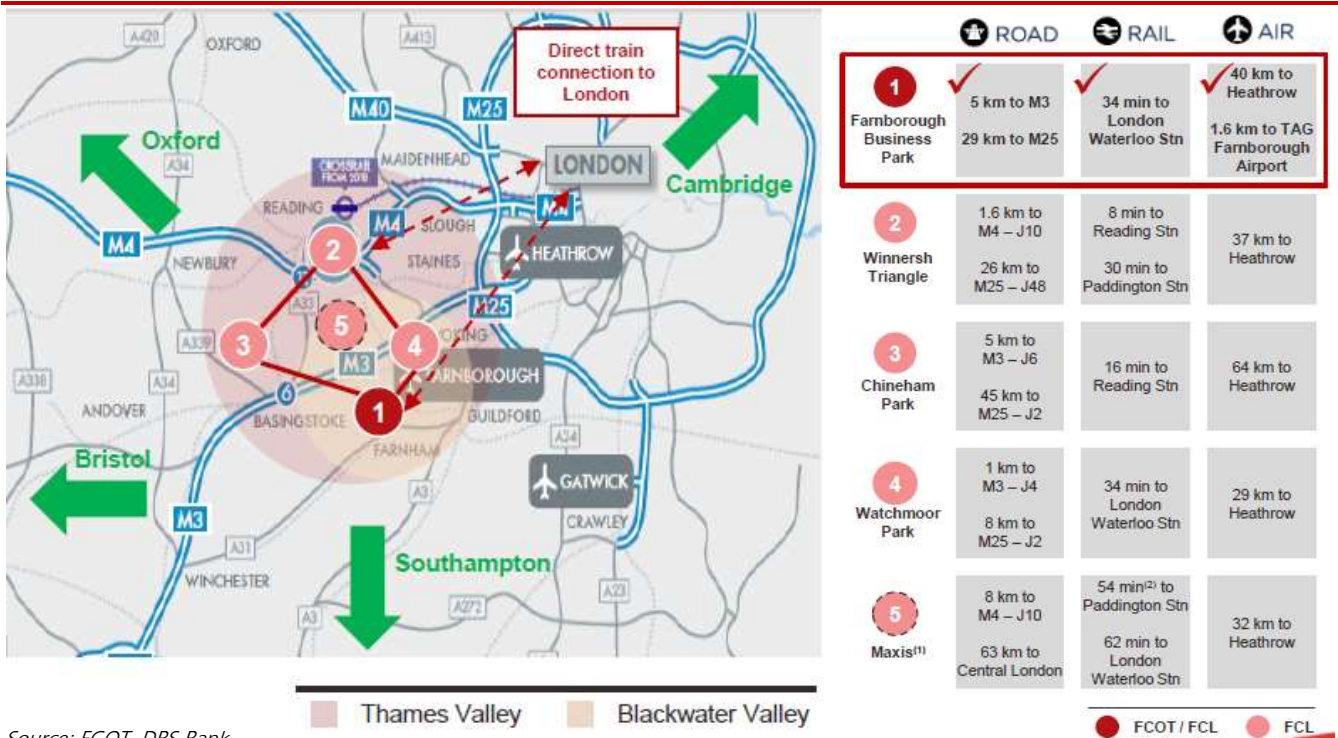 A420
OXFORD
A413
Direct train
connection to
London
M40
M25
Oxford
A34
CROSSRAIL
FROM 2018
MAIDENHEAD
LONDON
Cambridge
READING
M4
SLOUGH
M4
2
HEATHROW
NEWBURY
STAINES
A33
M25
5
3
4
A339
M3
A338
A34
6
FARNBOROUGH
1
ANDOVER
BASINGSTOKE
GUILDFORD
FARNHAM
Bristol
A3
GATWICK
M3
CRAWLEY
A31
Southampton
WINCHESTER
A23
A3
A272
Thames Valley
Blackwater Valley
Source: FCOT, DBS Bank
ROAD
RAIL
AIR
1
Farnborough
Business
Park
5 km to M3
29 km to M25
34 min to
London
Waterloo Stn
40 km to
Heathrow
1.6 km to TAG
Farnborough
Airport
2
Winnersh
Triangle
1.6 km to
M4 – J10
26 km to
M25 – J48
8 min to
Reading Stn
30 min to
Paddington Stn
37 km to
Heathrow
3
Chineham
Park
5 km to
M3 – J6
45 km to
M25 – J2
16 min to
Reading Stn
64 km to
Heathrow
4
Watchmoor
Park
1 km to
M3 – J4
8 km to
M25 – J2
34 min to
London
Waterloo Stn
29 km to
Heathrow
5
Maxis(1)
8 km to
M4 – J10
63 km to
Central London
54 min(2) to
Paddington Stn
62 min to
London
Waterloo Stn
32 km to
Heathrow
FCOT / FCL
FCL